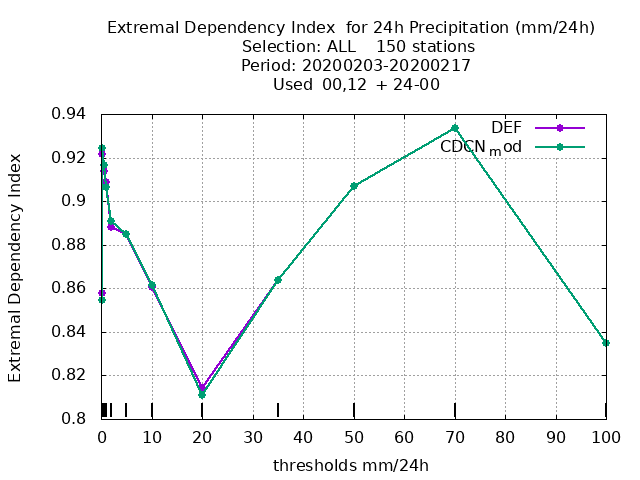 Extremal Dependency Index  for 24h Precipitation (mm/24h)
Selection: ALL    150 stations
Period: 20200203-20200217
Used  00,12  + 24-00
DEF
CDCN_mod
Extremal Dependency Index
0.94
0.92
0.9
0.88
0.86
0.84
0.82
0.8
0 10 20 30 40 50 60 70 80 90 100
thresholds mm/24h